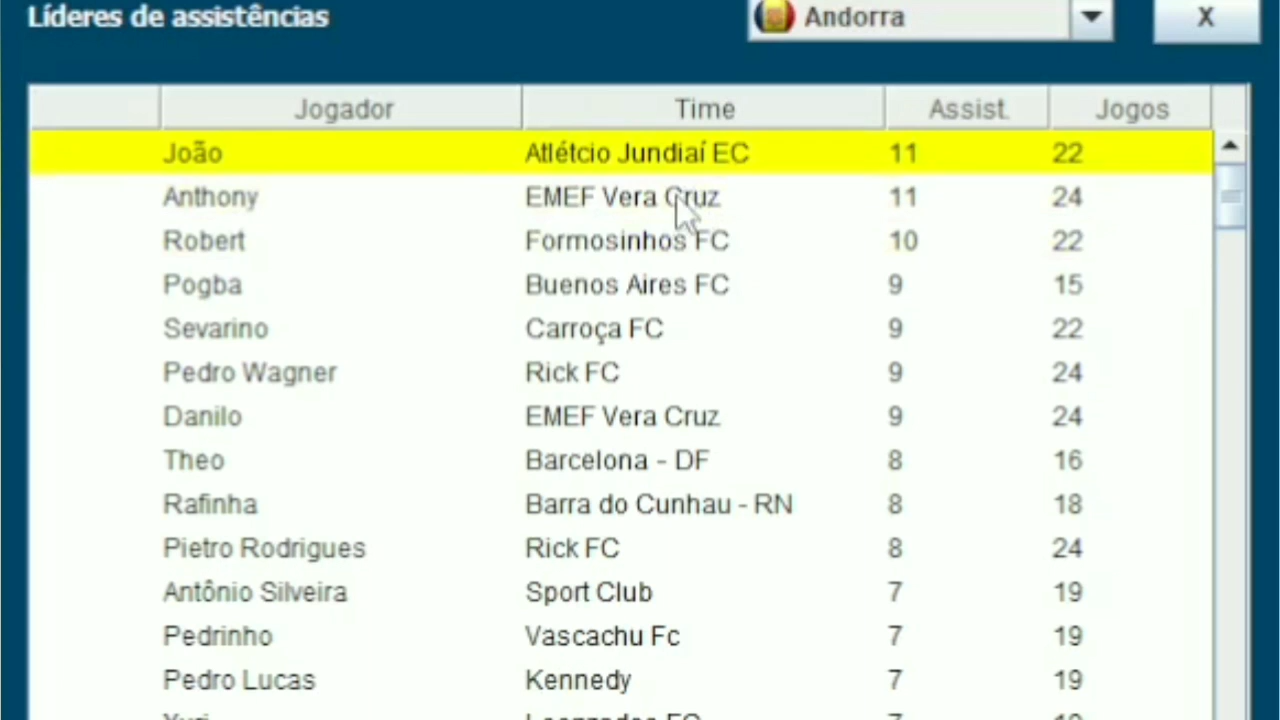 Líderes de assistências Andorra X
Jogador Time Assist. Jogos
João Atlétcio Jundiaí EC 11 22
Anthony EMEF Vera Cruz 11 24
Robert Formosinhos FC 10 22
Pogba Buenos Aires FC 9 15
Sevarino Carroça FC 9 22
Pedro Wagner Rick FC 9 24
Danilo EMEF Vera Cruz 9 24
Theo Barcelona - DF 8 16
Rafinha Barra do Cunhau - RN 8 18
Pietro Rodrigues Rick FC 8 24
Antônio Silveira Sport Club 7 19
Pedrinho Vascachu Fc 7 19
Pedro Lucas Kennedy 7 19